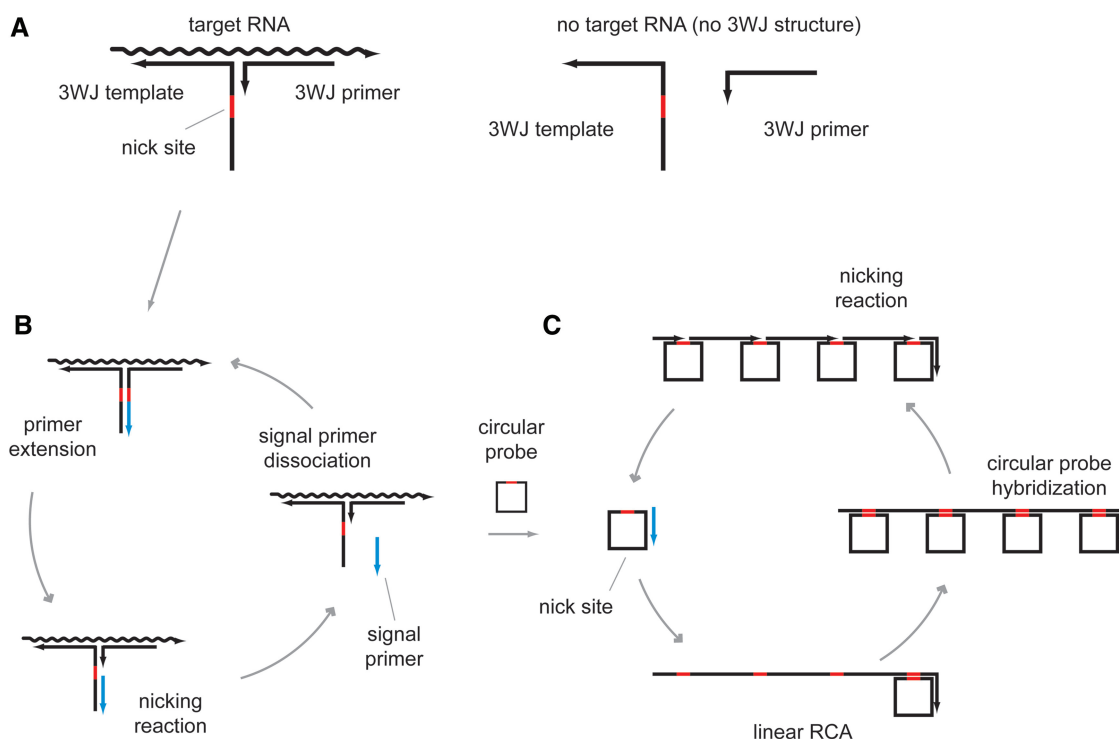 A
target RNA
no target RNA (no 3WJ structure)
3WJ template
3WJ primer
nick site
3WJ template
3WJ primer
B
primer
extension
signal primer
dissociation
signal
primer
nicking
reaction
circular
probe
C
nicking
reaction
circular probe
hybridization
nick site
linear RCA